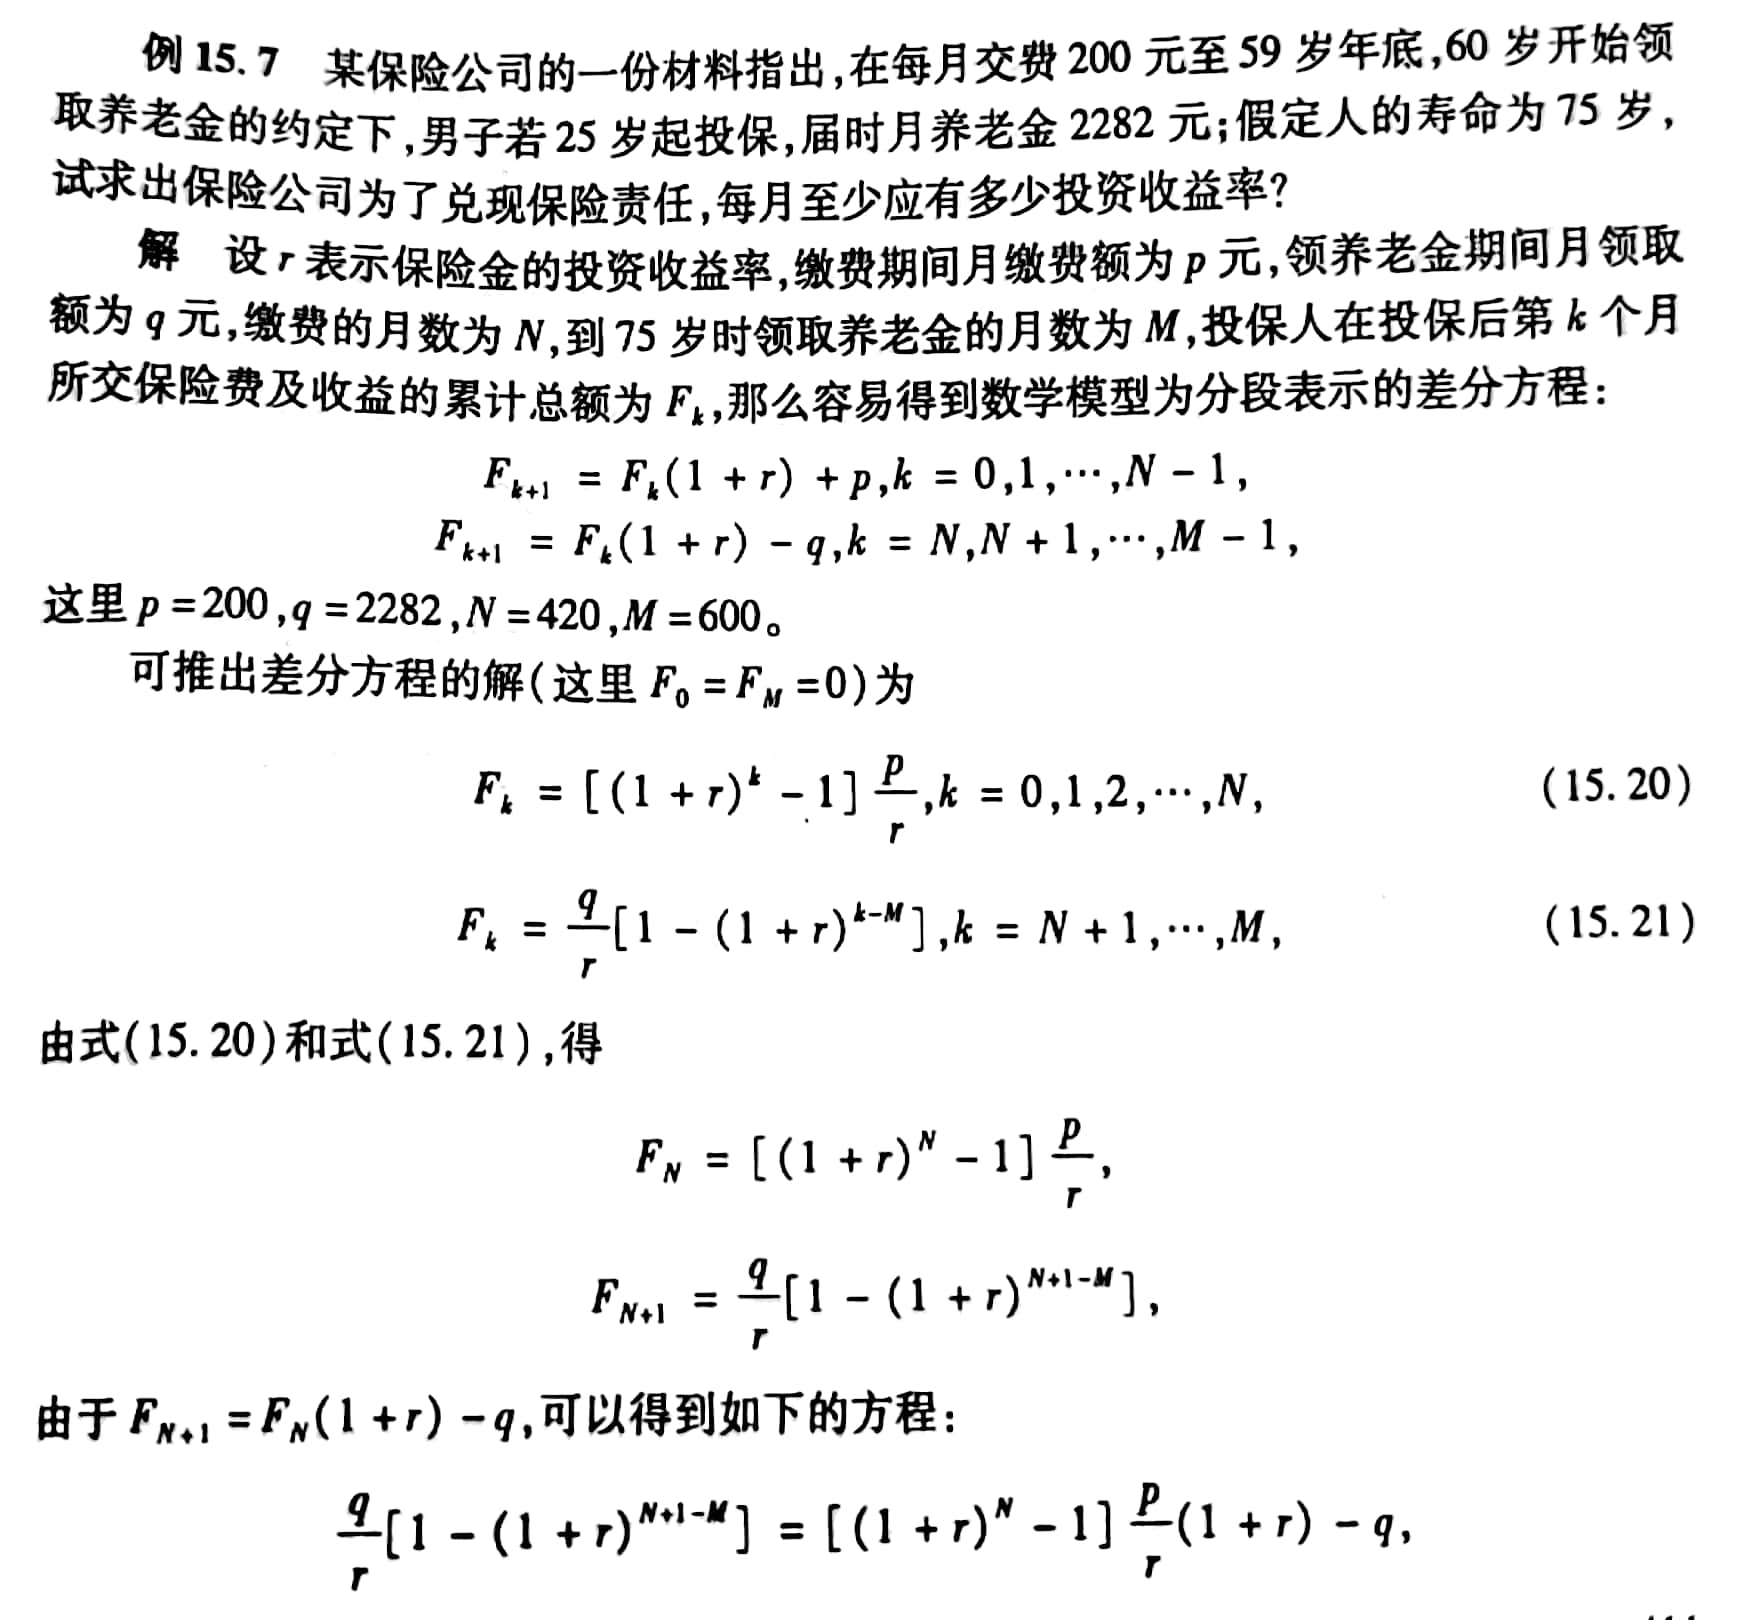 例 15.7 某保险公司的一份材料指出,在每月交费 200 元至 59 岁年底,60 岁开始领
取养老金的约定下,男子若 25 岁起投保,届时月养老金 2282 元;假定人的寿命为 75 岁,
试求出保险公司为了兑现保险责任,每月至少应有多少投资收益率?
解 设 r 表示保险金的投资收益率,缴费期间月缴费额为 p 元,领养老金期间月领取
额为 q 元,缴费的月数为 N,到 75 岁时领取养老金的月数为 M,投保人在投保后第 k 个月
所交保险费及收益的累计总额为 F_k,那么容易得到数学模型为分段表示的差分方程:
F_{k+1} = F_k(1 + r) + p,k = 0,1,⋯,N − 1,
F_{k+1} = F_k(1 + r) − q,k = N,N + 1,⋯,M − 1,
这里 p = 200,q = 2282,N = 420,M = 600。
可推出差分方程的解(这里 F_0 = F_M = 0)为
F_k = [(1 + r)^k − 1] \frac{p}{r},k = 0,1,2,⋯,N, (15.20)
F_k = \frac{q}{r}[1 − (1 + r)^{k−M}],k = N + 1,⋯,M, (15.21)
由式(15.20)和式(15.21),得
F_N = [(1 + r)^N − 1] \frac{p}{r},
F_{N+1} = \frac{q}{r}[1 − (1 + r)^{N+1−M}],
由于 F_{N+1} = F_N(1 + r) − q,可以得到如下的方程:
\frac{q}{r}[1 − (1 + r)^{N+1−M}] = [(1 + r)^N − 1] \frac{p}{r}(1 + r) − q,